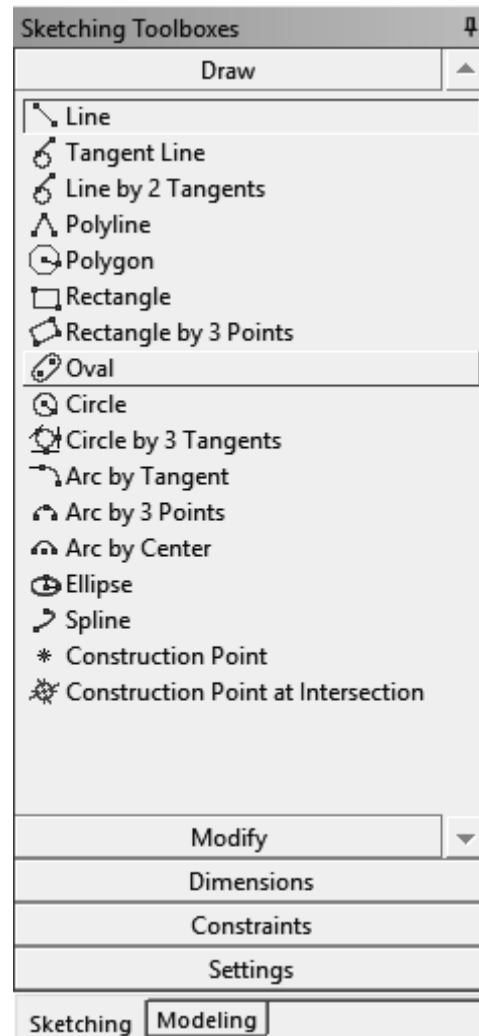 Sketching Toolboxes
Draw
Line
Tangent Line
Line by 2 Tangents
Polyline
Polygon
Rectangle
Rectangle by 3 Points
Oval
Circle
Circle by 3 Tangents
Arc by Tangent
Arc by 3 Points
Arc by Center
Ellipse
Spline
Construction Point
Construction Point at Intersection
Modify
Dimensions
Constraints
Settings
Sketching Modeling